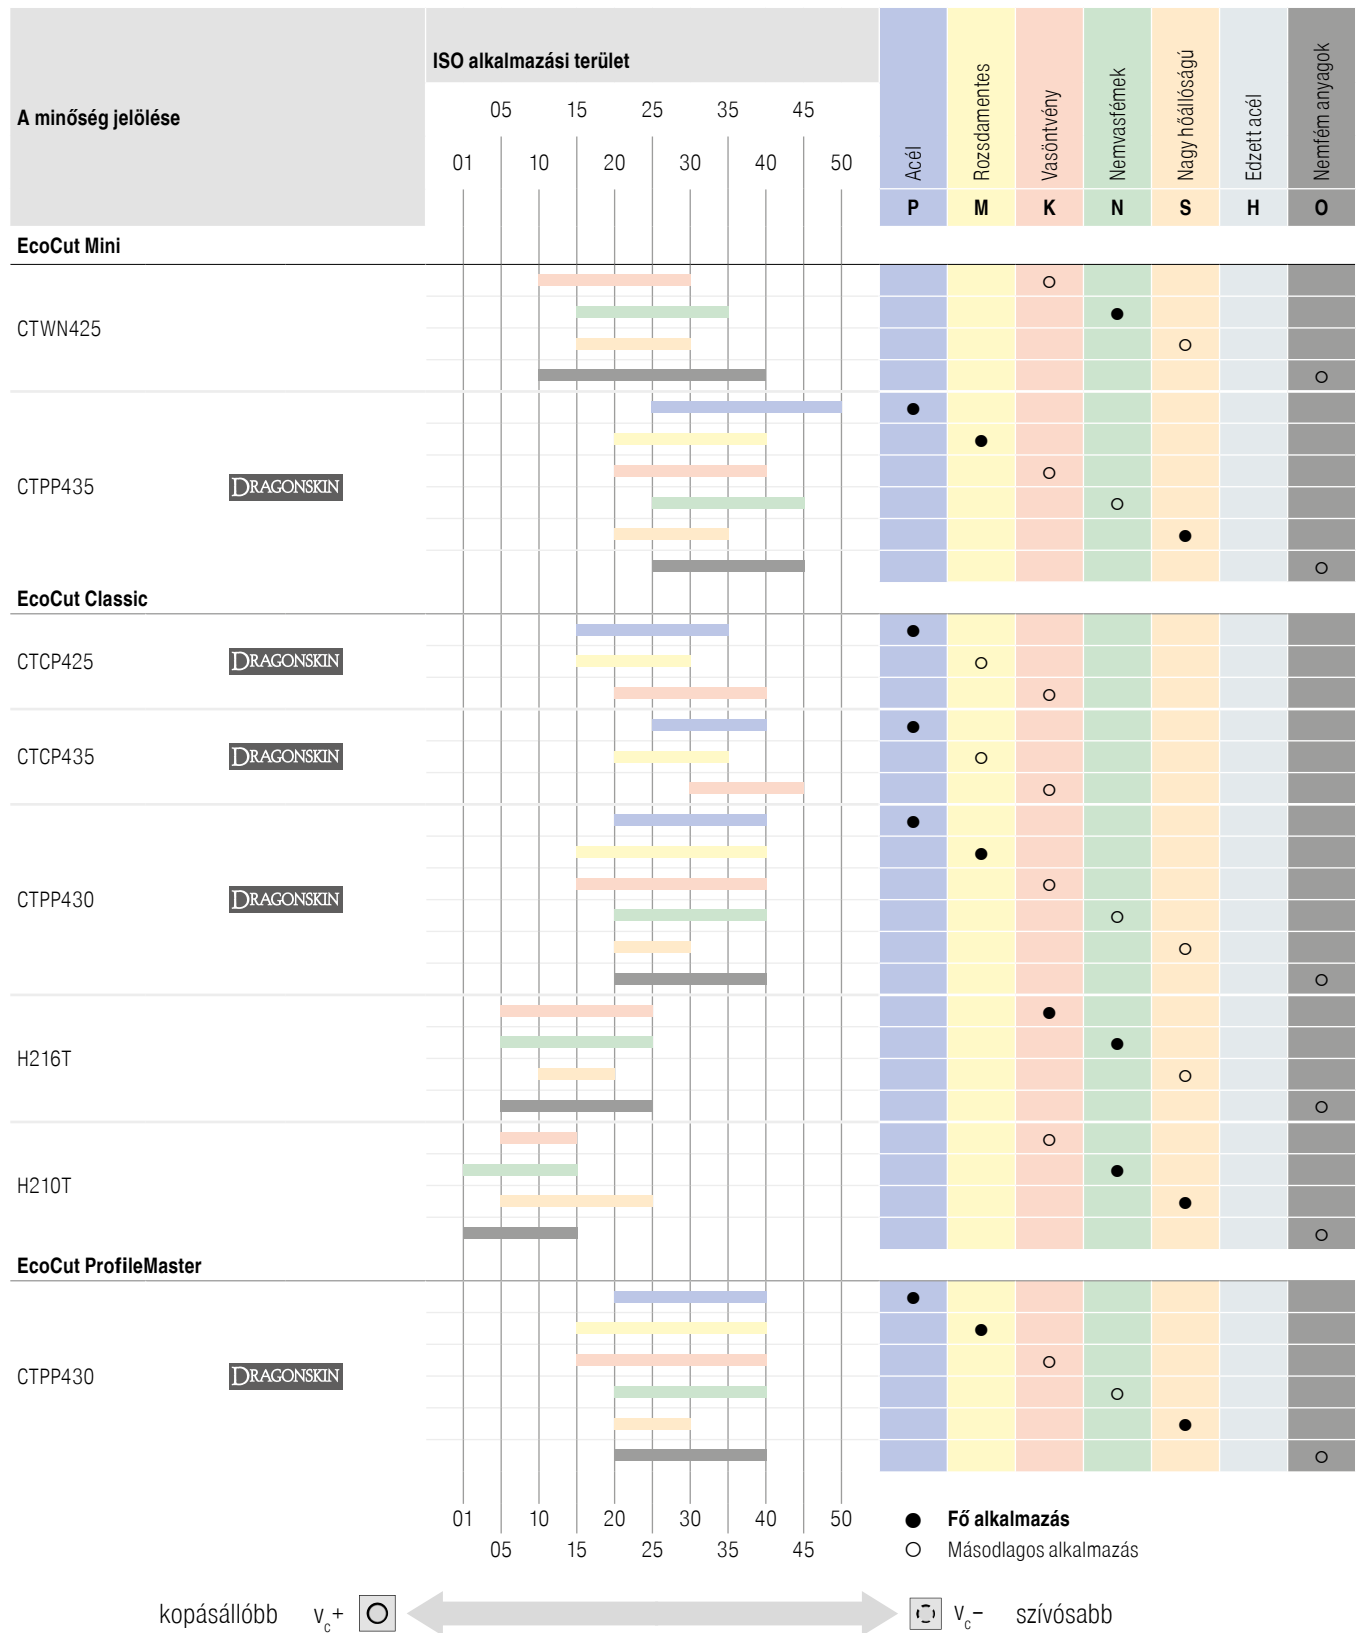 ISO alkalmazási terület
A minőség jelölése
05 15 25 35 45
01 10 20 30 40 50
Acél
Rozsdamentes
Vasöntvény
Nemvasfémek
Nagy hőállóságú
Edzett acél
Nemfém anyagok
P M K N S H O
EcoCut Mini
CTWN425
CTPP435 DRAGONSKIN
EcoCut Classic
CTCP425 DRAGONSKIN
CTCP435 DRAGONSKIN
CTPP430 DRAGONSKIN
H216T
H210T
EcoCut ProfileMaster
CTPP430 DRAGONSKIN
01 10 20 30 40 50
05 15 25 35 45
Fő alkalmazás
Másodlagos alkalmazás
kopásállóbb vc+ vc– szívósabb